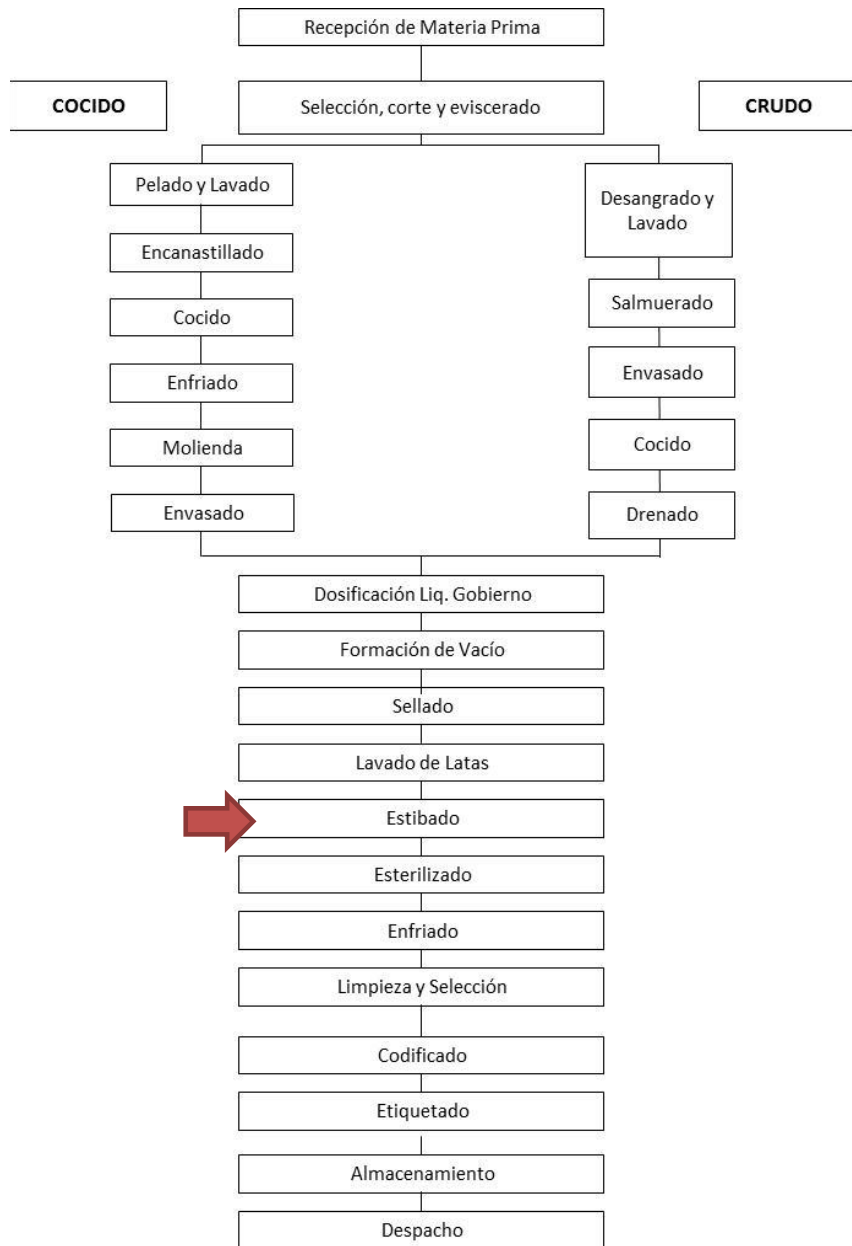 Recepción de Materia Prima
COCIDO
Selección, corte y eviscerado
CRUDO
Pelado y Lavado
Encanastillado
Cocido
Enfriado
Molienda
Envasado
Desangrado y
Lavado
Salmuerado
Envasado
Cocido
Drenado
Dosificación Liq. Gobierno
Formación de Vacío
Sellado
Lavado de Latas
Estibado
Esterilizado
Enfriado
Limpieza y Selección
Codificado
Etiquetado
Almacenamiento
Despacho